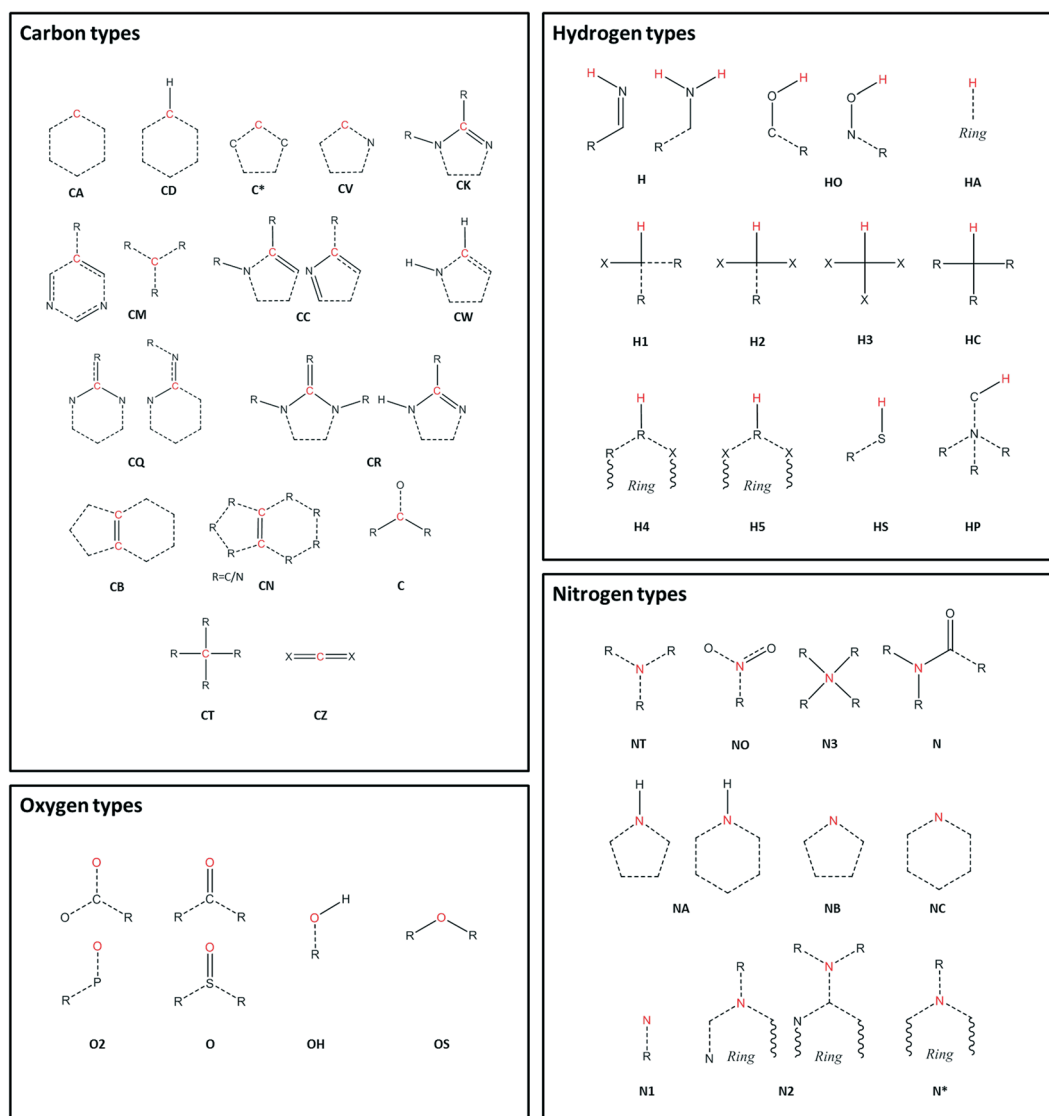 Carbon types
C
CA
H
C
CD
C
C C
C*
C
N
CV
R
R N C N
CK
R
C
N N
R R
C
R
CM
R
R N C
R
N C
CC
H
H N C
CW
R
N C N
R
N
N C
CQ
R
R N C N R
R
H N C N
CR
C
C
CB
R R R
C
R R
C
R R R
R=C/N
CN
O
C
R R
C
R
R C R
R
CT
X C X
CZ
Hydrogen types
H
N
R
H H
N
R
H
H
O
C
R
H
O
N
R
HO
H
Ring
HA
H
X R
R
H1
H
X X
R
H2
H
X X
X
H3
H
R R
R
HC
H
R
R X
Ring
H4
H
R
X X
Ring
H5
H
S
R
HS
H
C
N
R R
R
HP
Nitrogen types
R R
N
R
NT
O O
N
R
NO
R R
N
R R
N3
O
R C
N R
R
N
H
N
H
N
NA
N
NB
N
NC
N
R
N1
R
N
N
Ring
R R
N
N
Ring
N2
R
N
Ring
N*
Oxygen types
O
C
O R
O
P
R
O2
O
C
R R
O
S
R R
O
H
O
R
OH
O
R R
OS